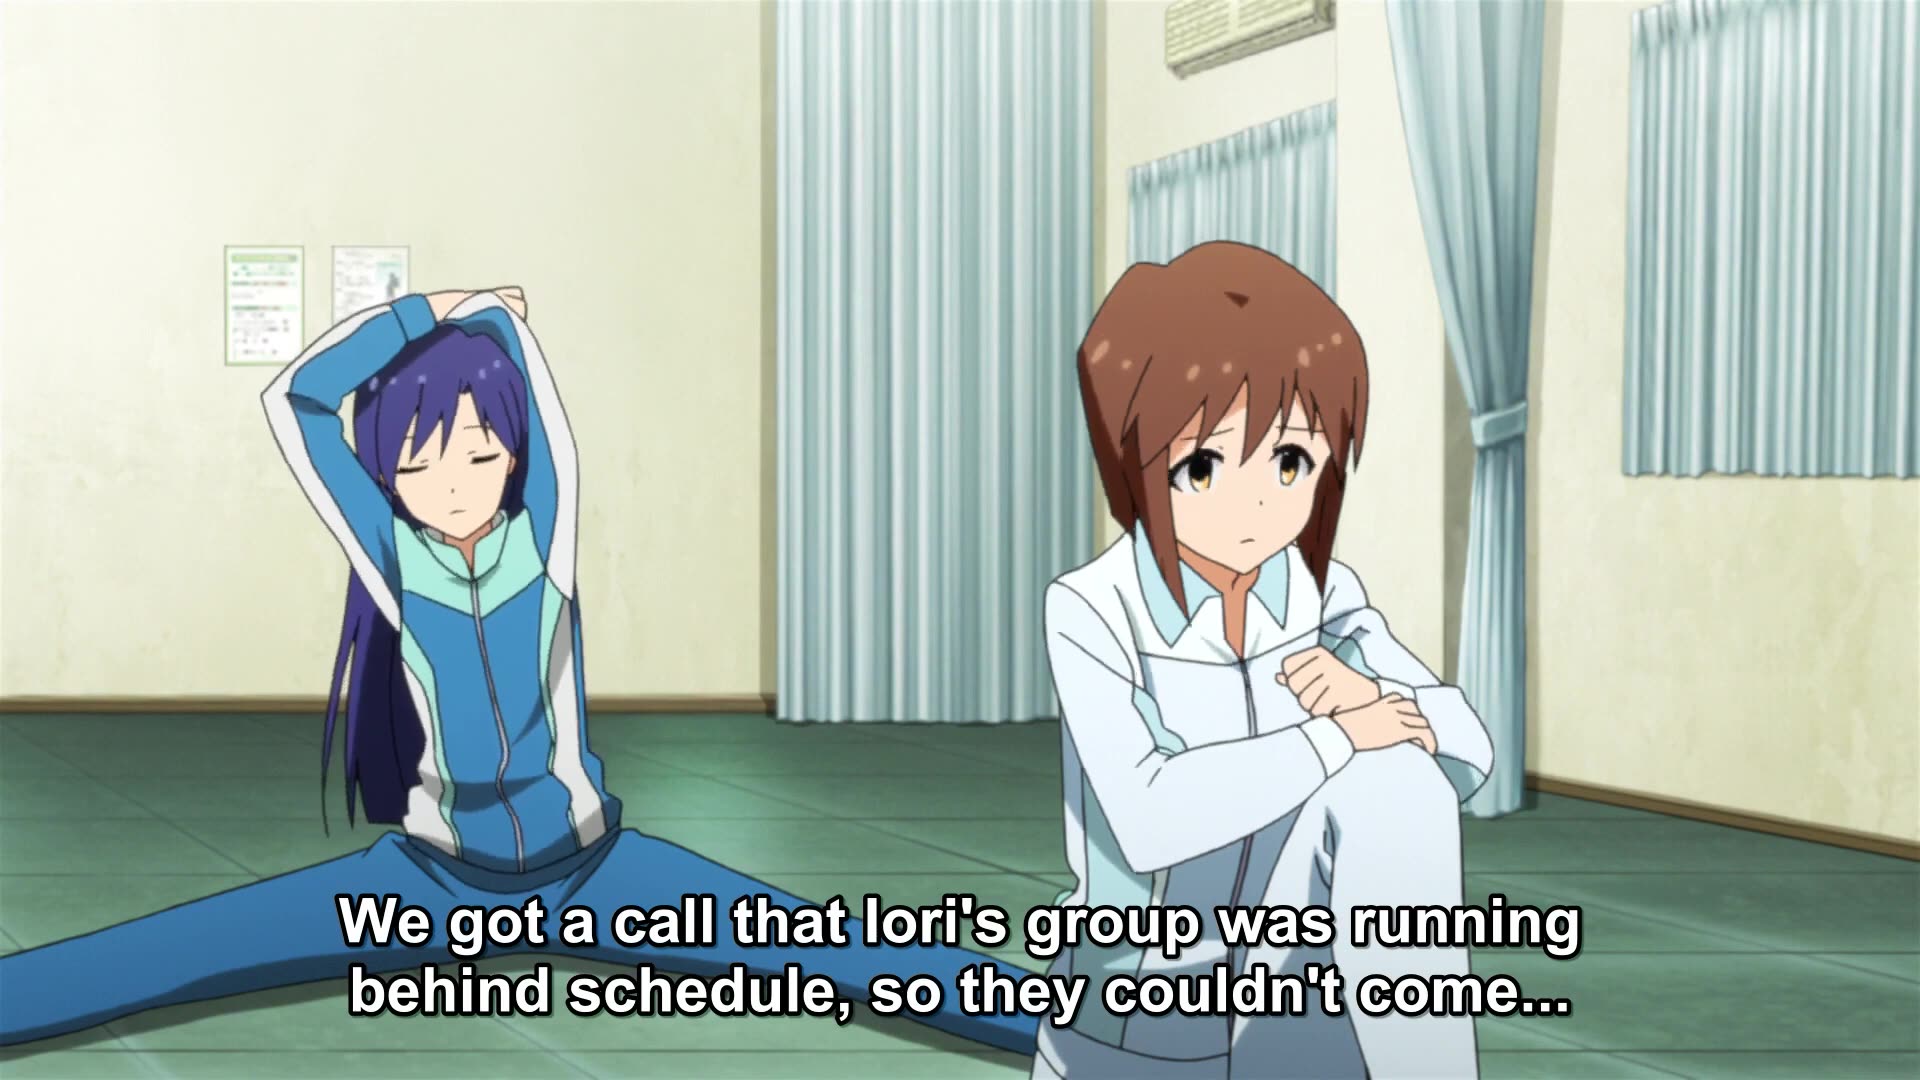 We got a call that Iori's group was running
behind schedule, so they couldn't come...